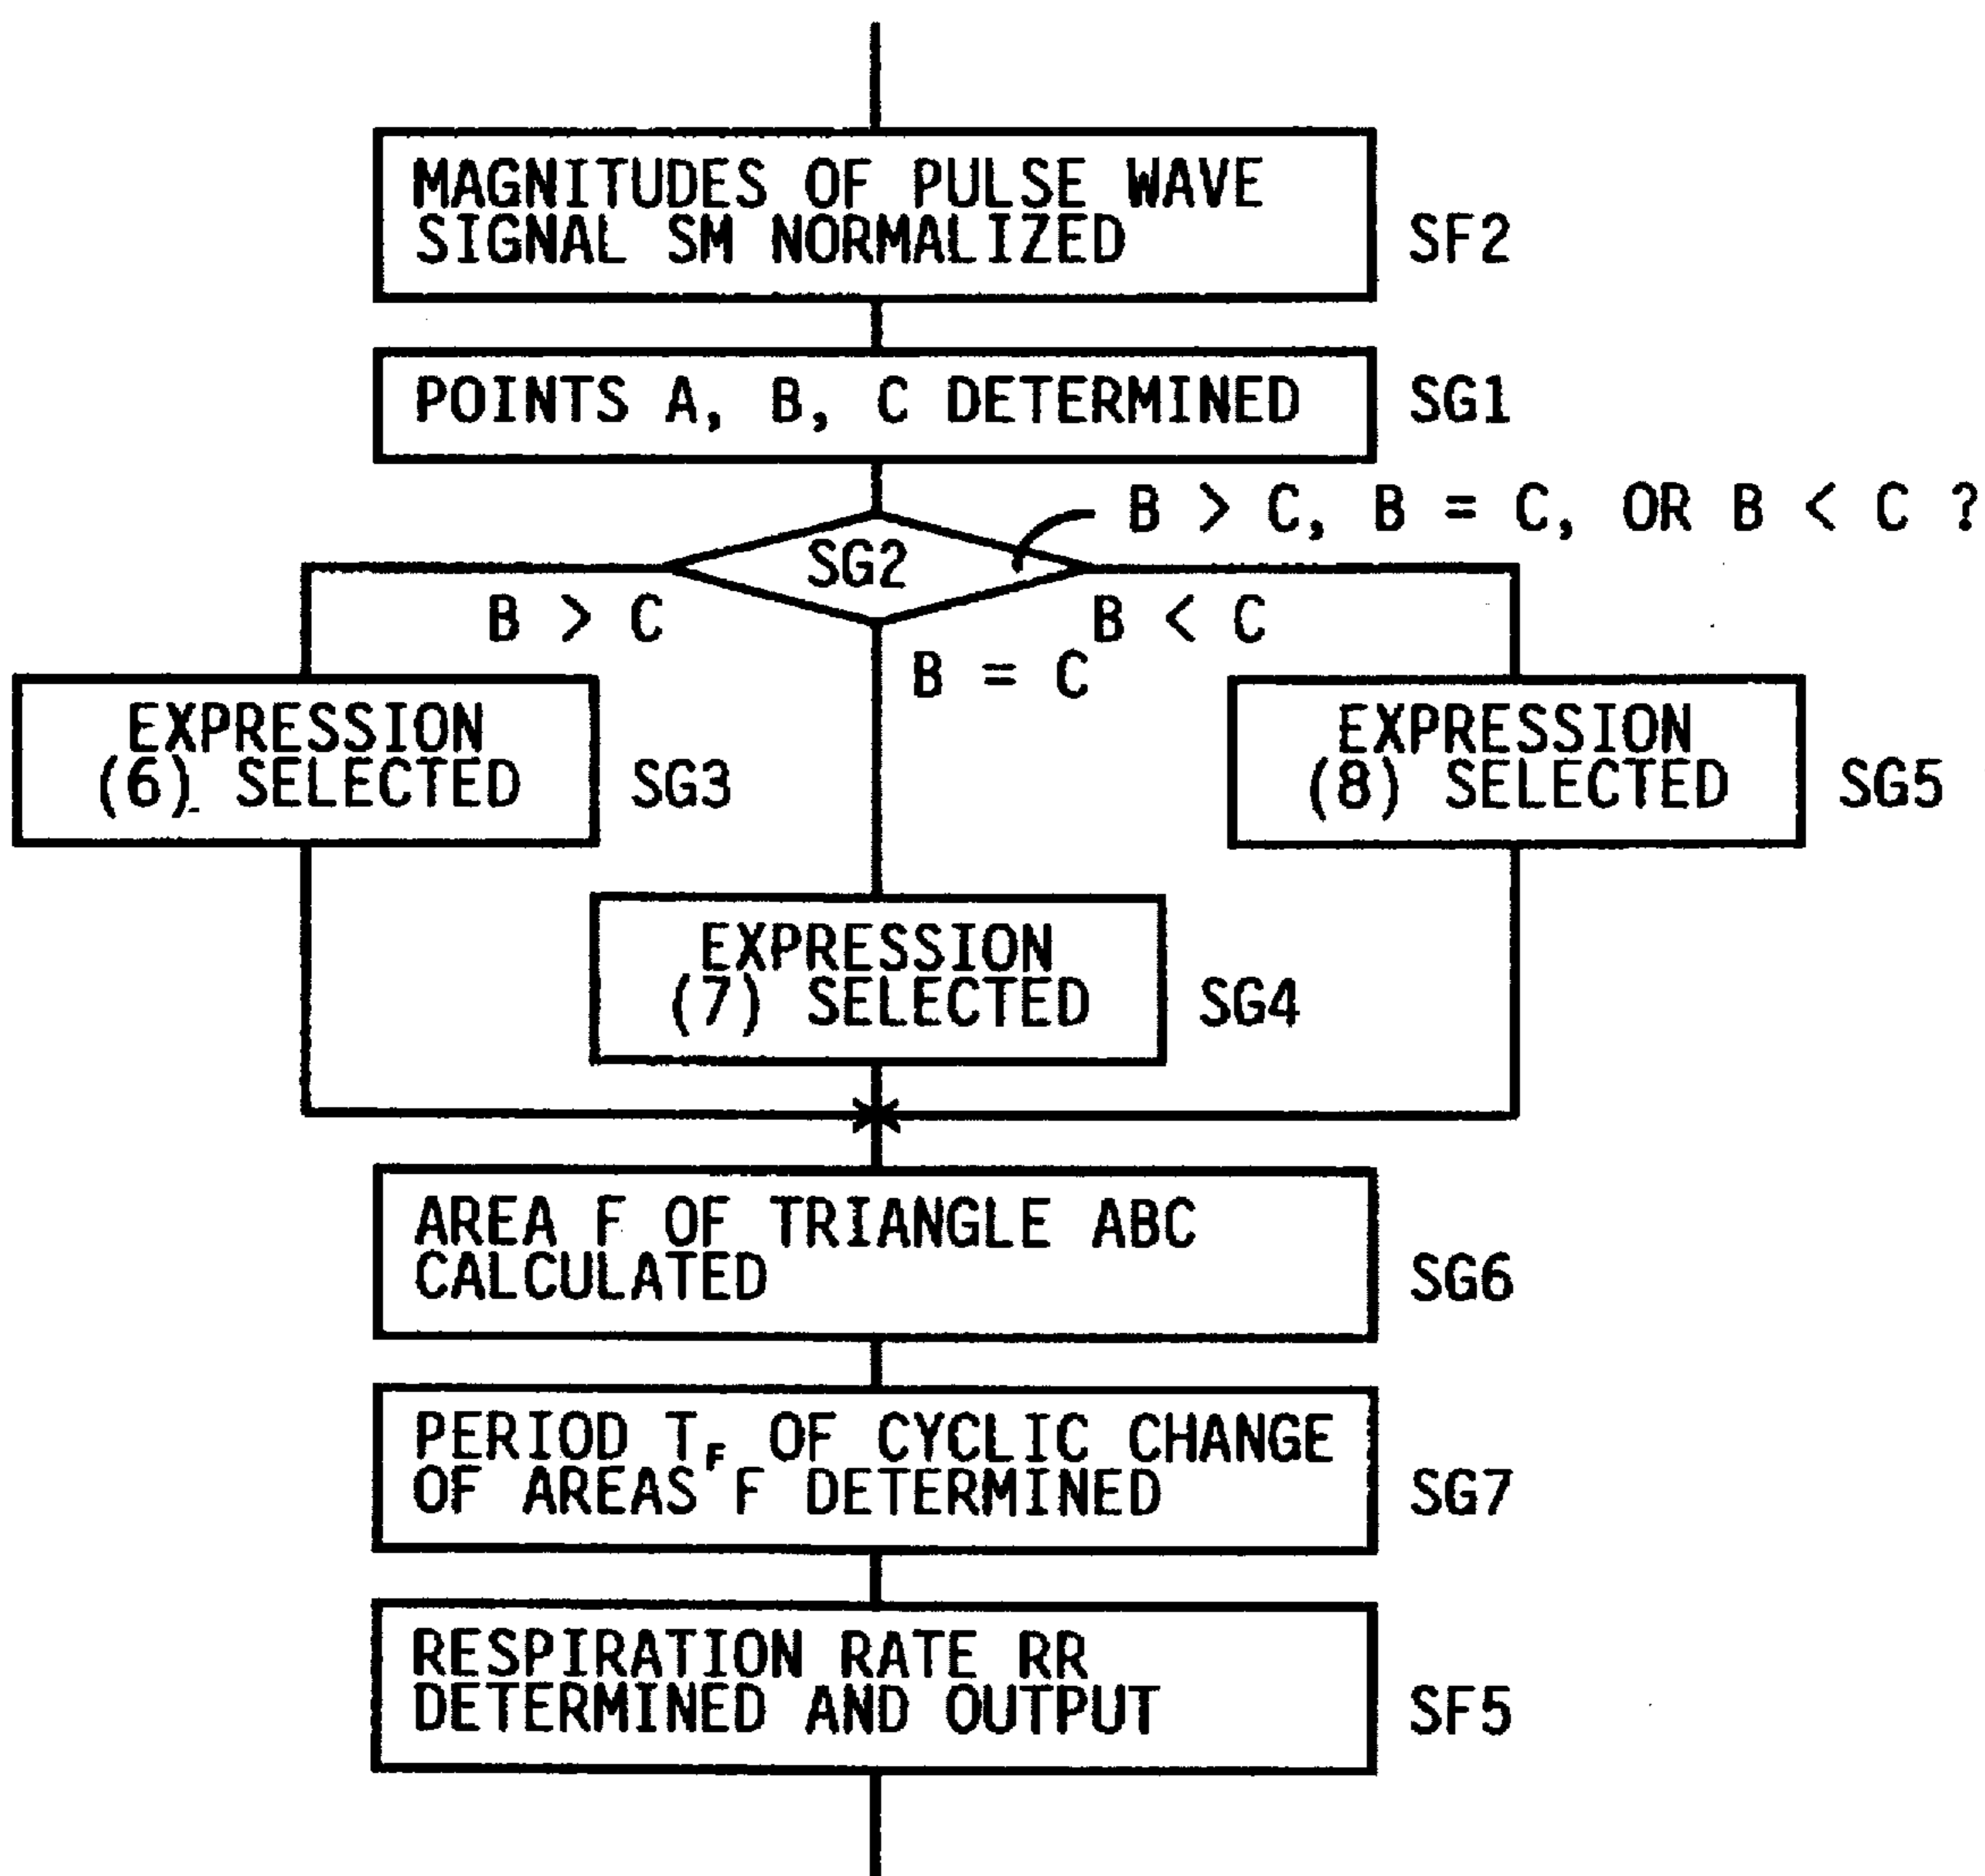 MAGNITUDES OF PULSE WAVE
SIGNAL SM NORMALIZED
SF2
POINTS A, B, C DETERMINED
SG1
B > C, B = C, OR B < C ?
SG2
B > C
B < C
B = C
EXPRESSION
(6) SELECTED
SG3
EXPRESSION
(8) SELECTED
SG5
EXPRESSION
(7) SELECTED
SG4
AREA F OF TRIANGLE ABC
CALCULATED
SG6
PERIOD T_F OF CYCLIC CHANGE
OF AREAS F DETERMINED
SG7
RESPIRATION RATE RR
DETERMINED AND OUTPUT
SF5